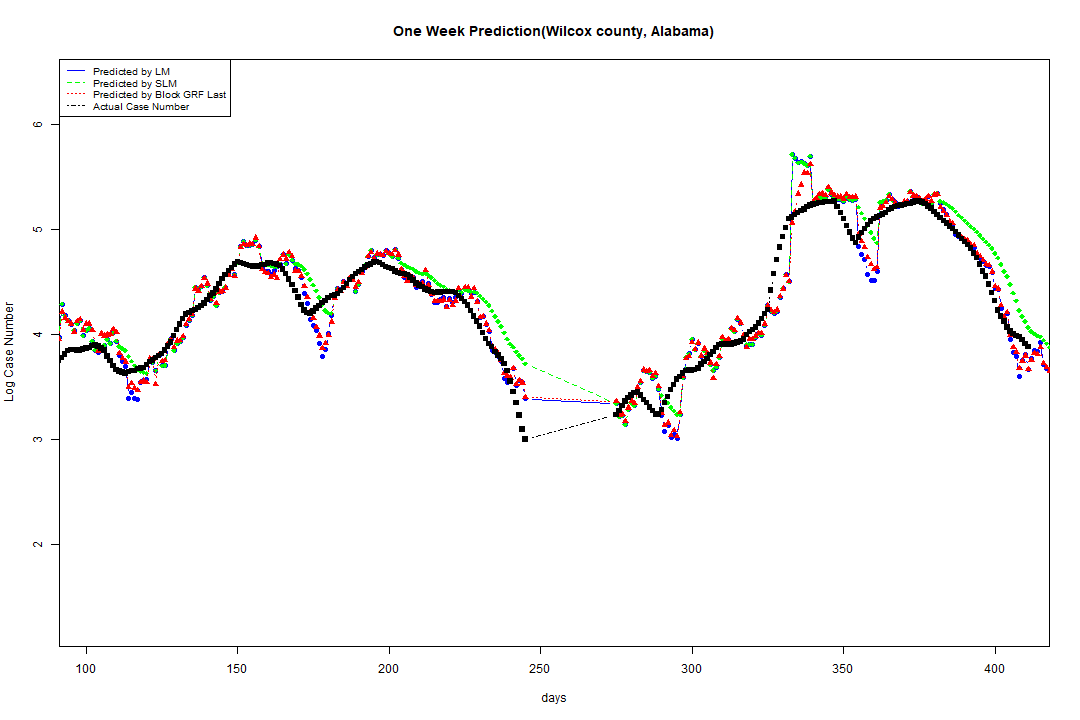 One Week Prediction(Wilcox county, Alabama)
Predicted by LM
Predicted by SLM
Predicted by Block GRF Last
Actual Case Number
Log Case Number
6
5
4
3
2
100 150 200 250 300 350 400
days